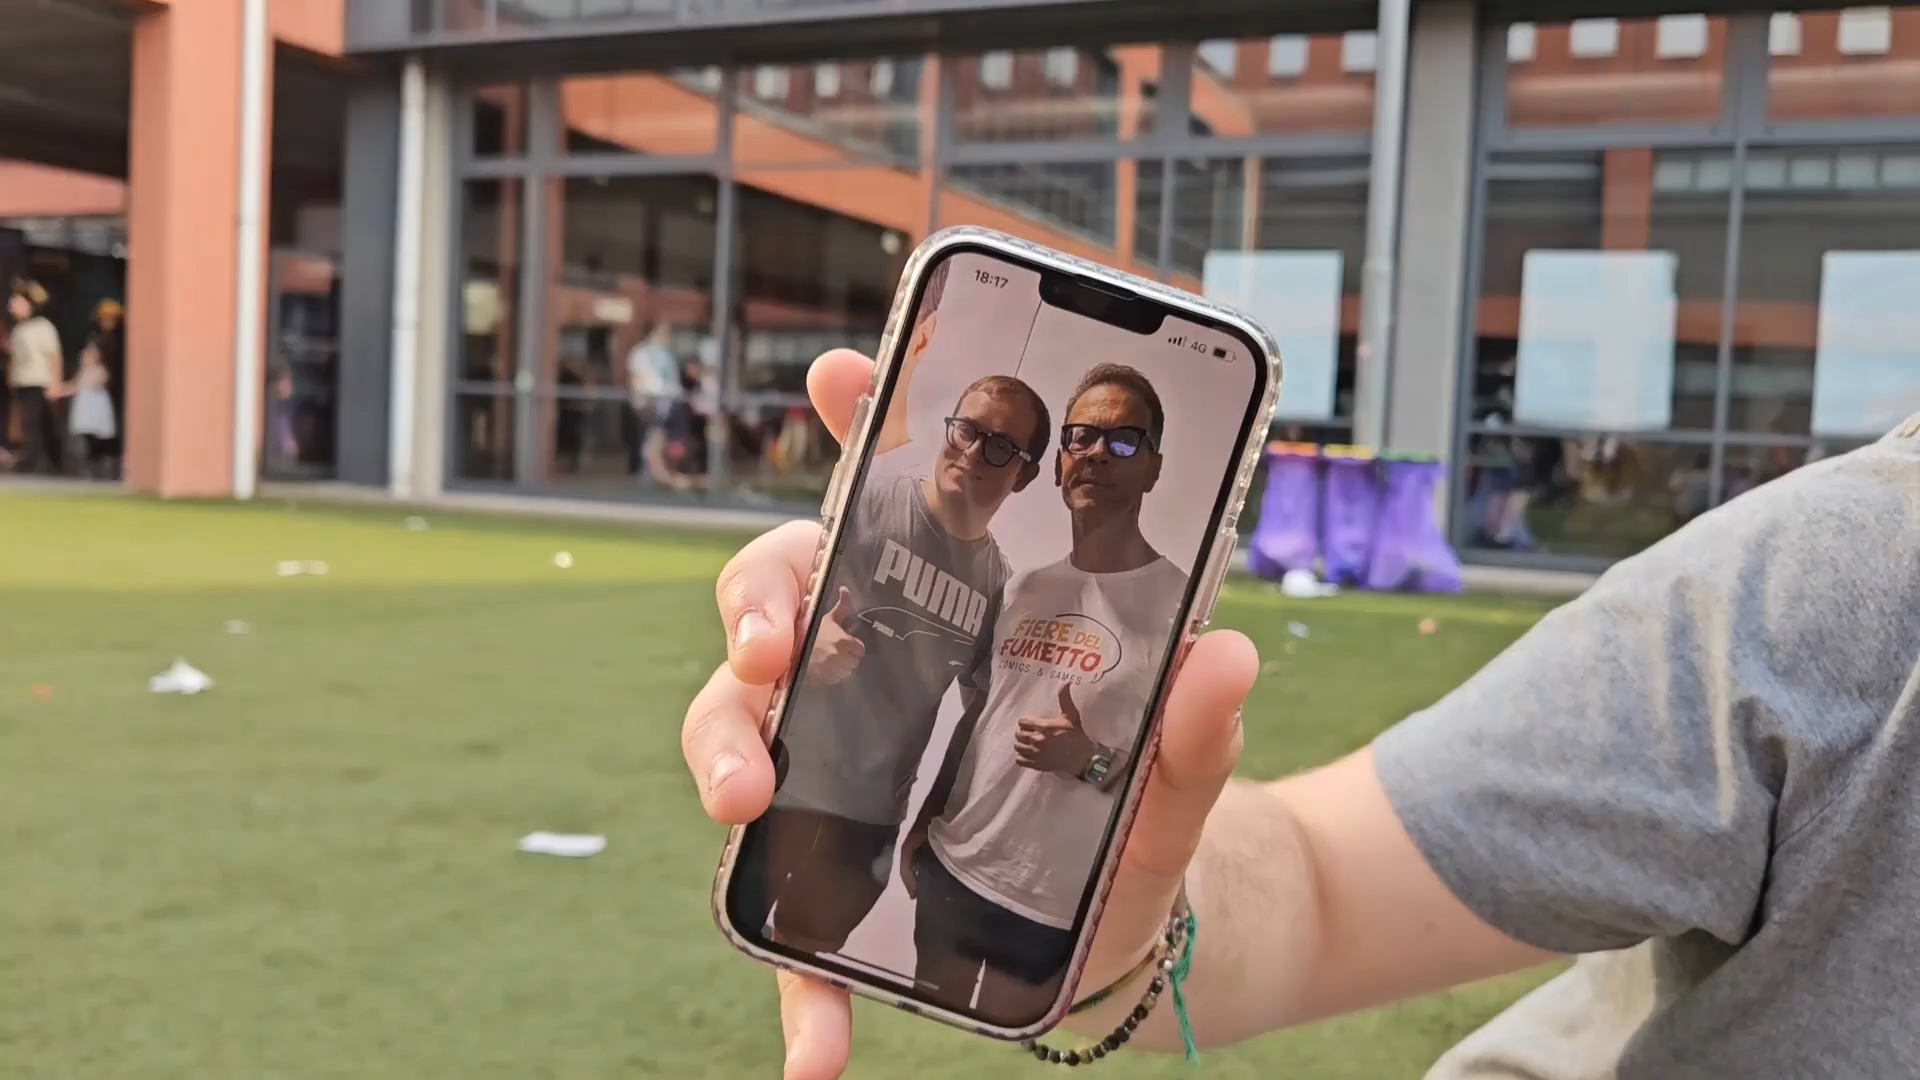 18:17
4G
PUMA
PUMA
FIERE DEL
FUMETTO
COMICS & GAMES